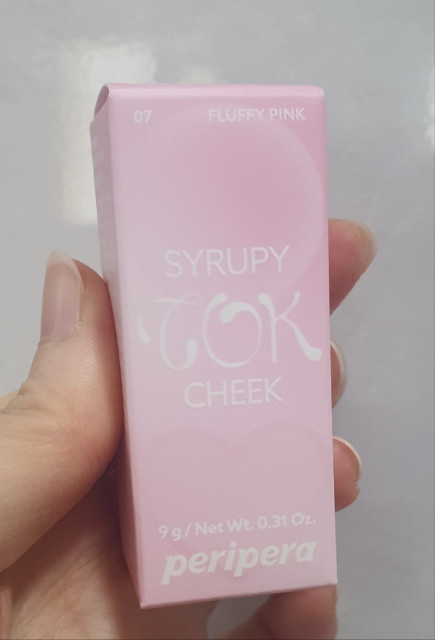 07 FLUFFY PINK
SYRUPY
TOK
CHEEK
9 g / Net Wt. 0.31 Oz.
peripera